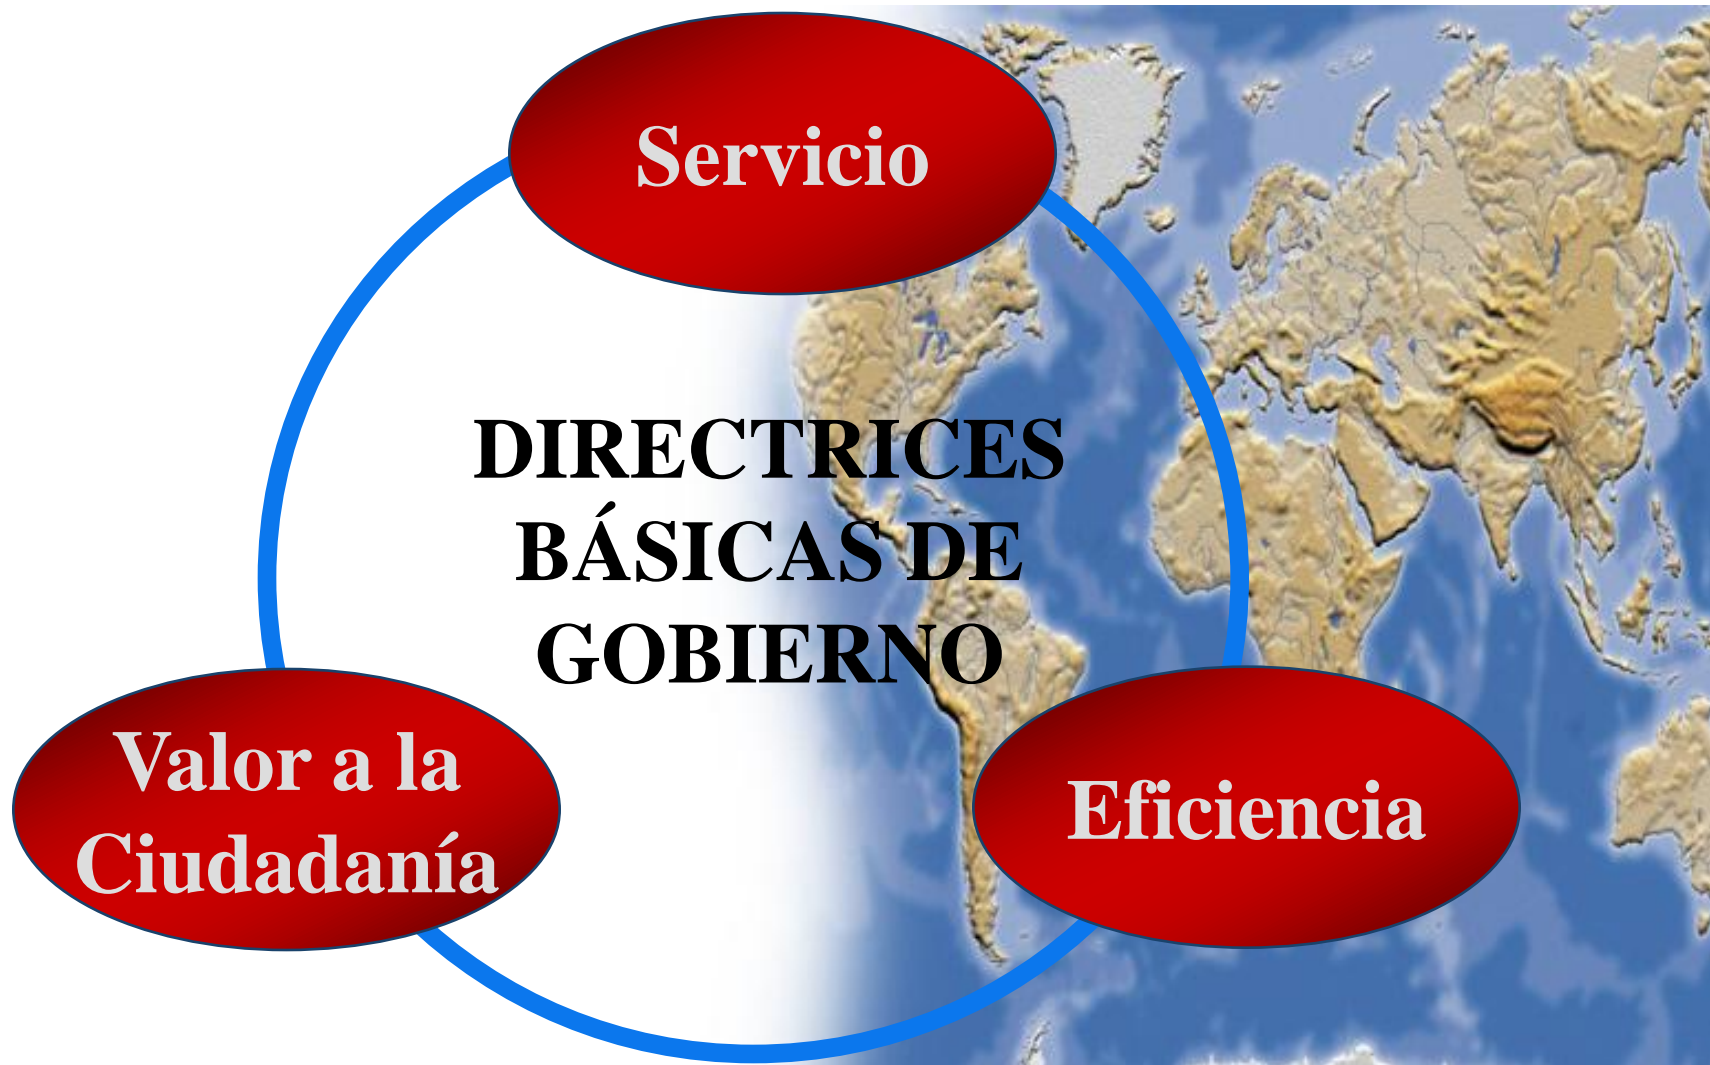 Servicio
DIRECTRICES
BÁSICAS DE
GOBIERNO
Valor a la
Ciudadanía
Eficiencia